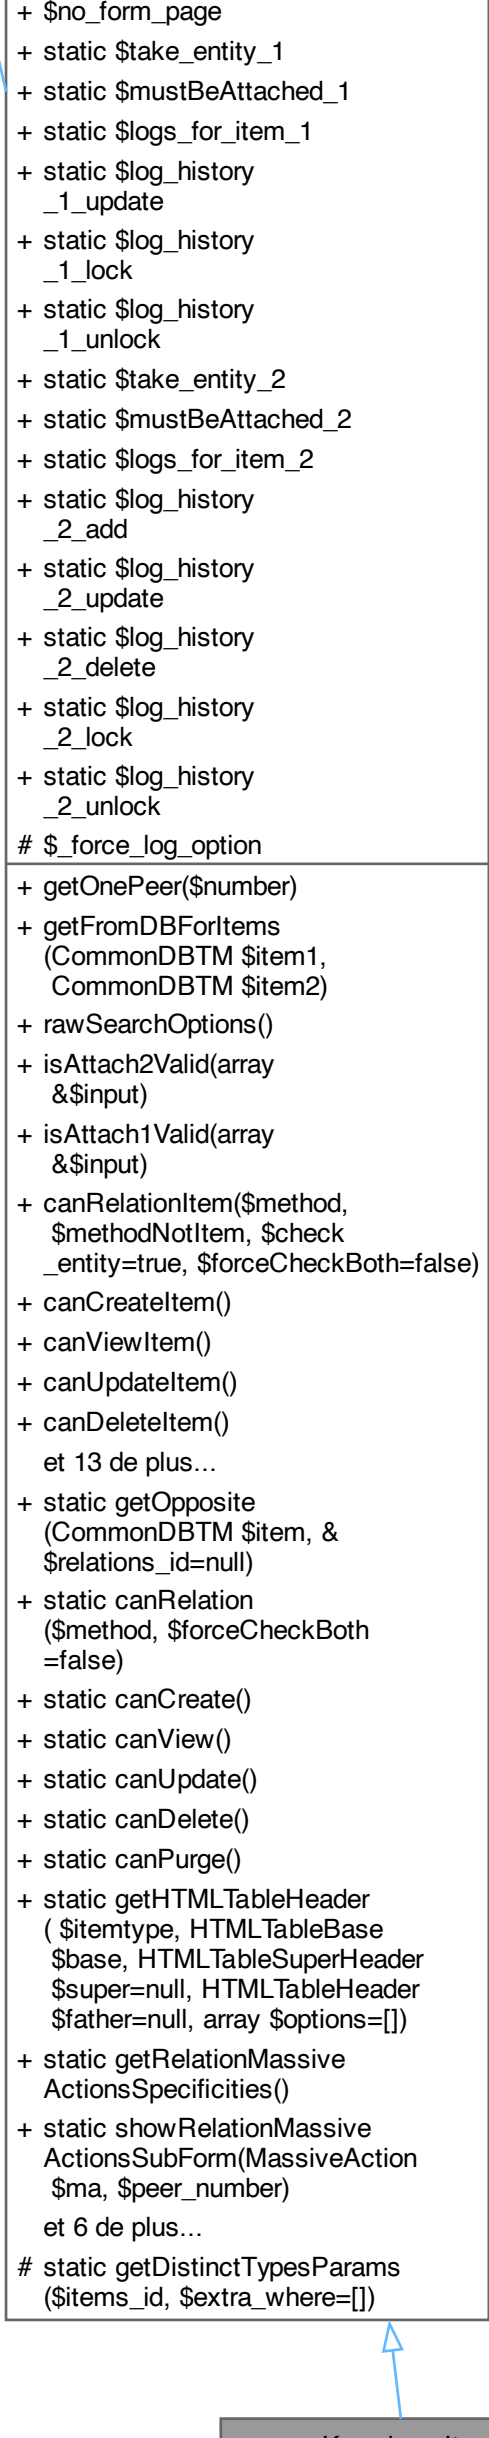 + $no_form_page
+ static $take_entity_1
+ static $mustBeAttached_1
+ static $logs_for_item_1
+ static $log_history
_1_update
+ static $log_history
_1_lock
+ static $log_history
_1_unlock
+ static $take_entity_2
+ static $mustBeAttached_2
+ static $logs_for_item_2
+ static $log_history
_2_add
+ static $log_history
_2_update
+ static $log_history
_2_delete
+ static $log_history
_2_lock
+ static $log_history
_2_unlock
# $_force_log_option
+ getOnePeer($number)
+ getFromDBForItems
(CommonDBTM $item1,
CommonDBTM $item2)
+ rawSearchOptions()
+ isAttach2Valid(array
&$input)
+ isAttach1Valid(array
&$input)
+ canRelationItem($method,
$methodNotItem, $check
_entity=true, $forceCheckBoth=false)
+ canCreateItem()
+ canViewItem()
+ canUpdateItem()
+ canDeleteItem()
et 13 de plus...
+ static getOpposite
(CommonDBTM $item, &
$relations_id=null)
+ static canRelation
($method, $forceCheckBoth
=false)
+ static canCreate()
+ static canView()
+ static canUpdate()
+ static canDelete()
+ static canPurge()
+ static getHTMLTableHeader
( $itemtype, HTMLTableBase
$base, HTMLTableSuperHeader
$super=null, HTMLTableHeader
$father=null, array $options=[])
+ static getRelationMassive
ActionsSpecificities()
+ static showRelationMassive
ActionsSubForm(MassiveAction
$ma, $peer_number)
et 6 de plus...
# static getDistinctTypesParams
($items_id, $extra_where=[])